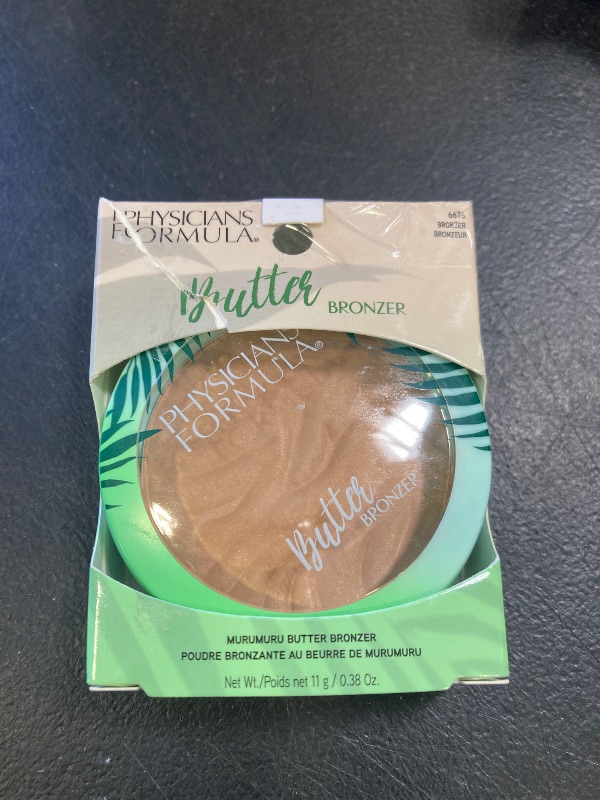 PHYSICIANS
FORMULA®
6676
BRONZER
BRONZEUR
Butter BRONZER
PHYSICIANS
FORMULA®
Butter
BRONZER
MURUMURU BUTTER BRONZER
POUDRE BRONZANTE AU BEURRE DE MURUMURU
Net Wt./Poids net 11 g / 0.38 Oz.